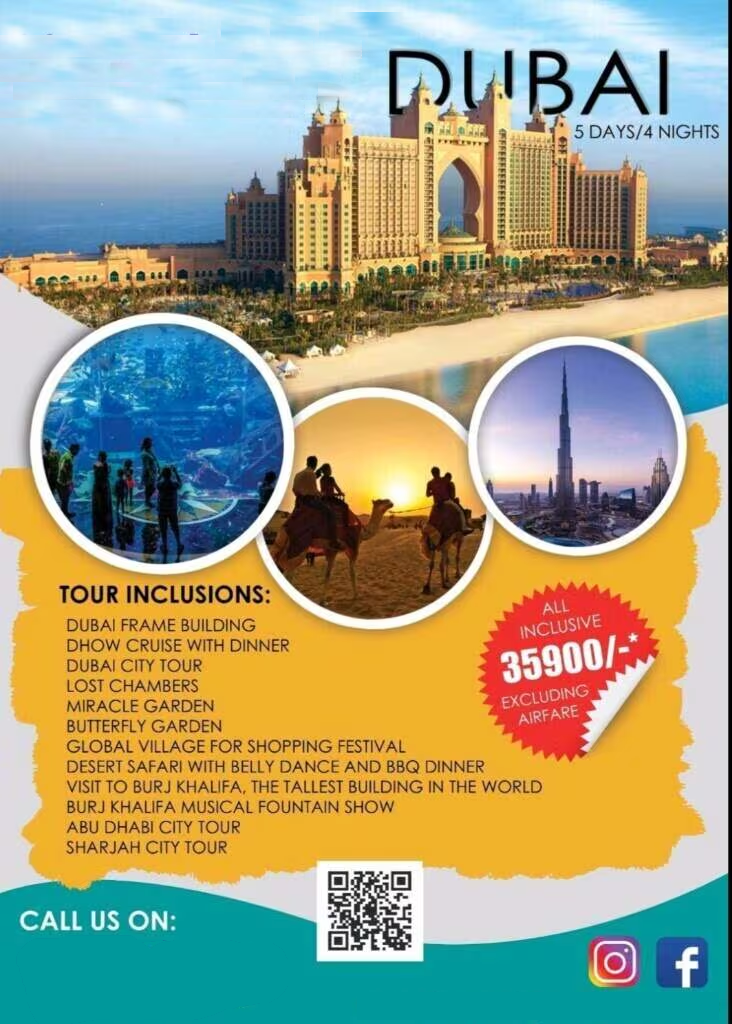 DUBAI
5 DAYS/4 NIGHTS
TOUR INCLUSIONS:
DUBAI FRAME BUILDING
DHOW CRUISE WITH DINNER
DUBAI CITY TOUR
LOST CHAMBERS
MIRACLE GARDEN
BUTTERFLY GARDEN
GLOBAL VILLAGE FOR SHOPPING FESTIVAL
DESERT SAFARI WITH BELLY DANCE AND BBQ DINNER
VISIT TO BURJ KHALIFA, THE TALLEST BUILDING IN THE WORLD
BURJ KHALIFA MUSICAL FOUNTAIN SHOW
ABU DHABI CITY TOUR
SHARJAH CITY TOUR
ALL
INCLUSIVE
35900/-*
EXCLUDING
AIRFARE
CALL US ON: